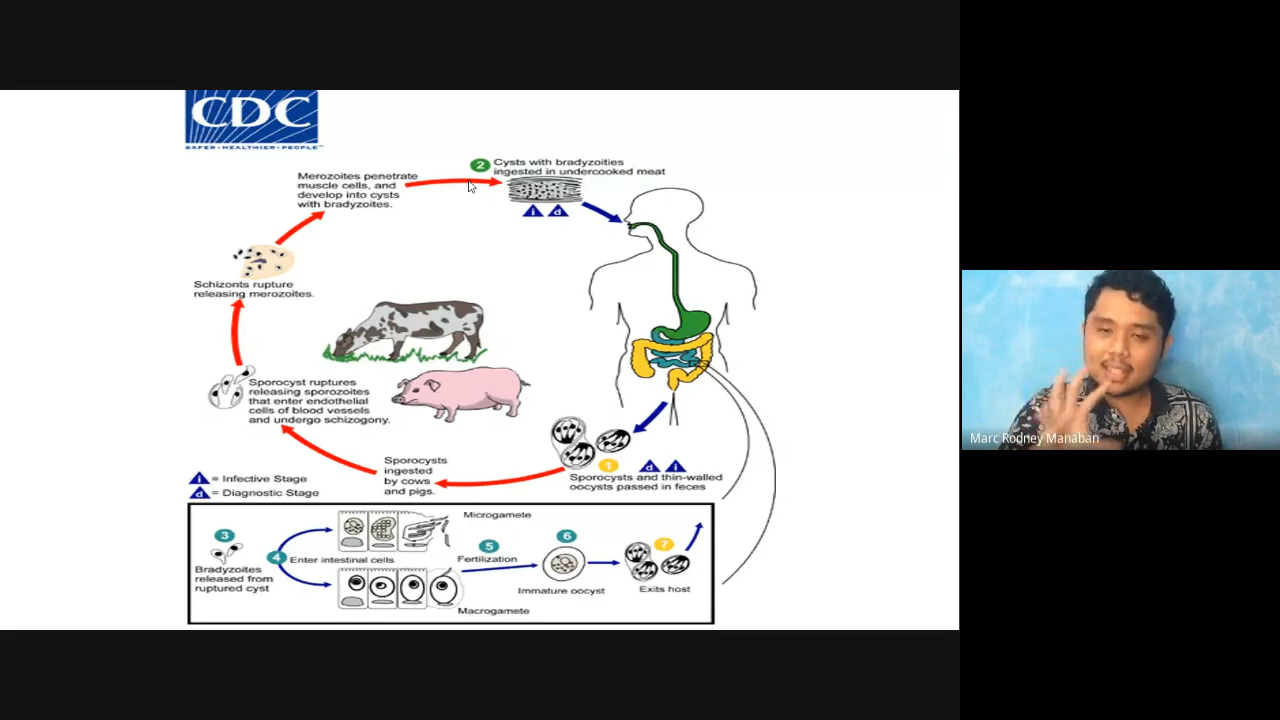 CDC
SAFER • HEALTHIER • PEOPLE™
2 Cysts with bradyzoities
ingested in undercooked meat
Merozoites penetrate
muscle cells, and
develop into cysts
with bradyzoites.
i d
Schizonts rupture
releasing merozoites.
Sporocyst ruptures
releasing sporozoites
that enter endothelial
cells of blood vessels
and undergo schizogony.
Sporocysts
ingested
by cows
and pigs.
1 d i
Sporocysts and thin-walled
oocysts passed in feces
i = Infective Stage
d = Diagnostic Stage
3
Bradyzoites
released from
ruptured cyst
4 Enter intestinal cells
Microgamete
5
Fertilization
Macrogamete
6
Immature oocyst
7
Exits host
Marc Rodney Manaban